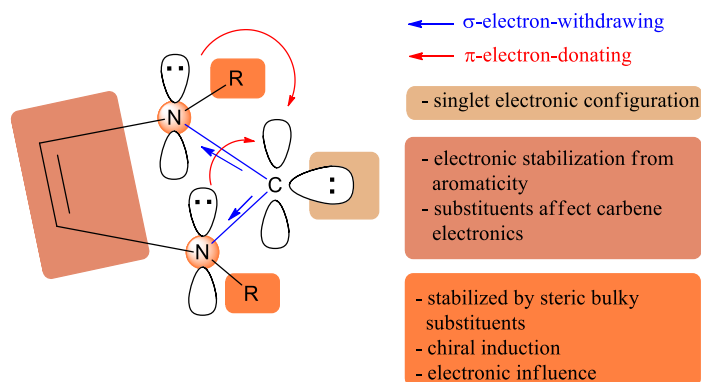 σ-electron-withdrawing
π-electron-donating
- singlet electronic configuration
- electronic stabilization from
aromaticity
- substituents affect carbene
electronics
- stabilized by steric bulky
substituents
- chiral induction
- electronic influence
R
N
C
N
R